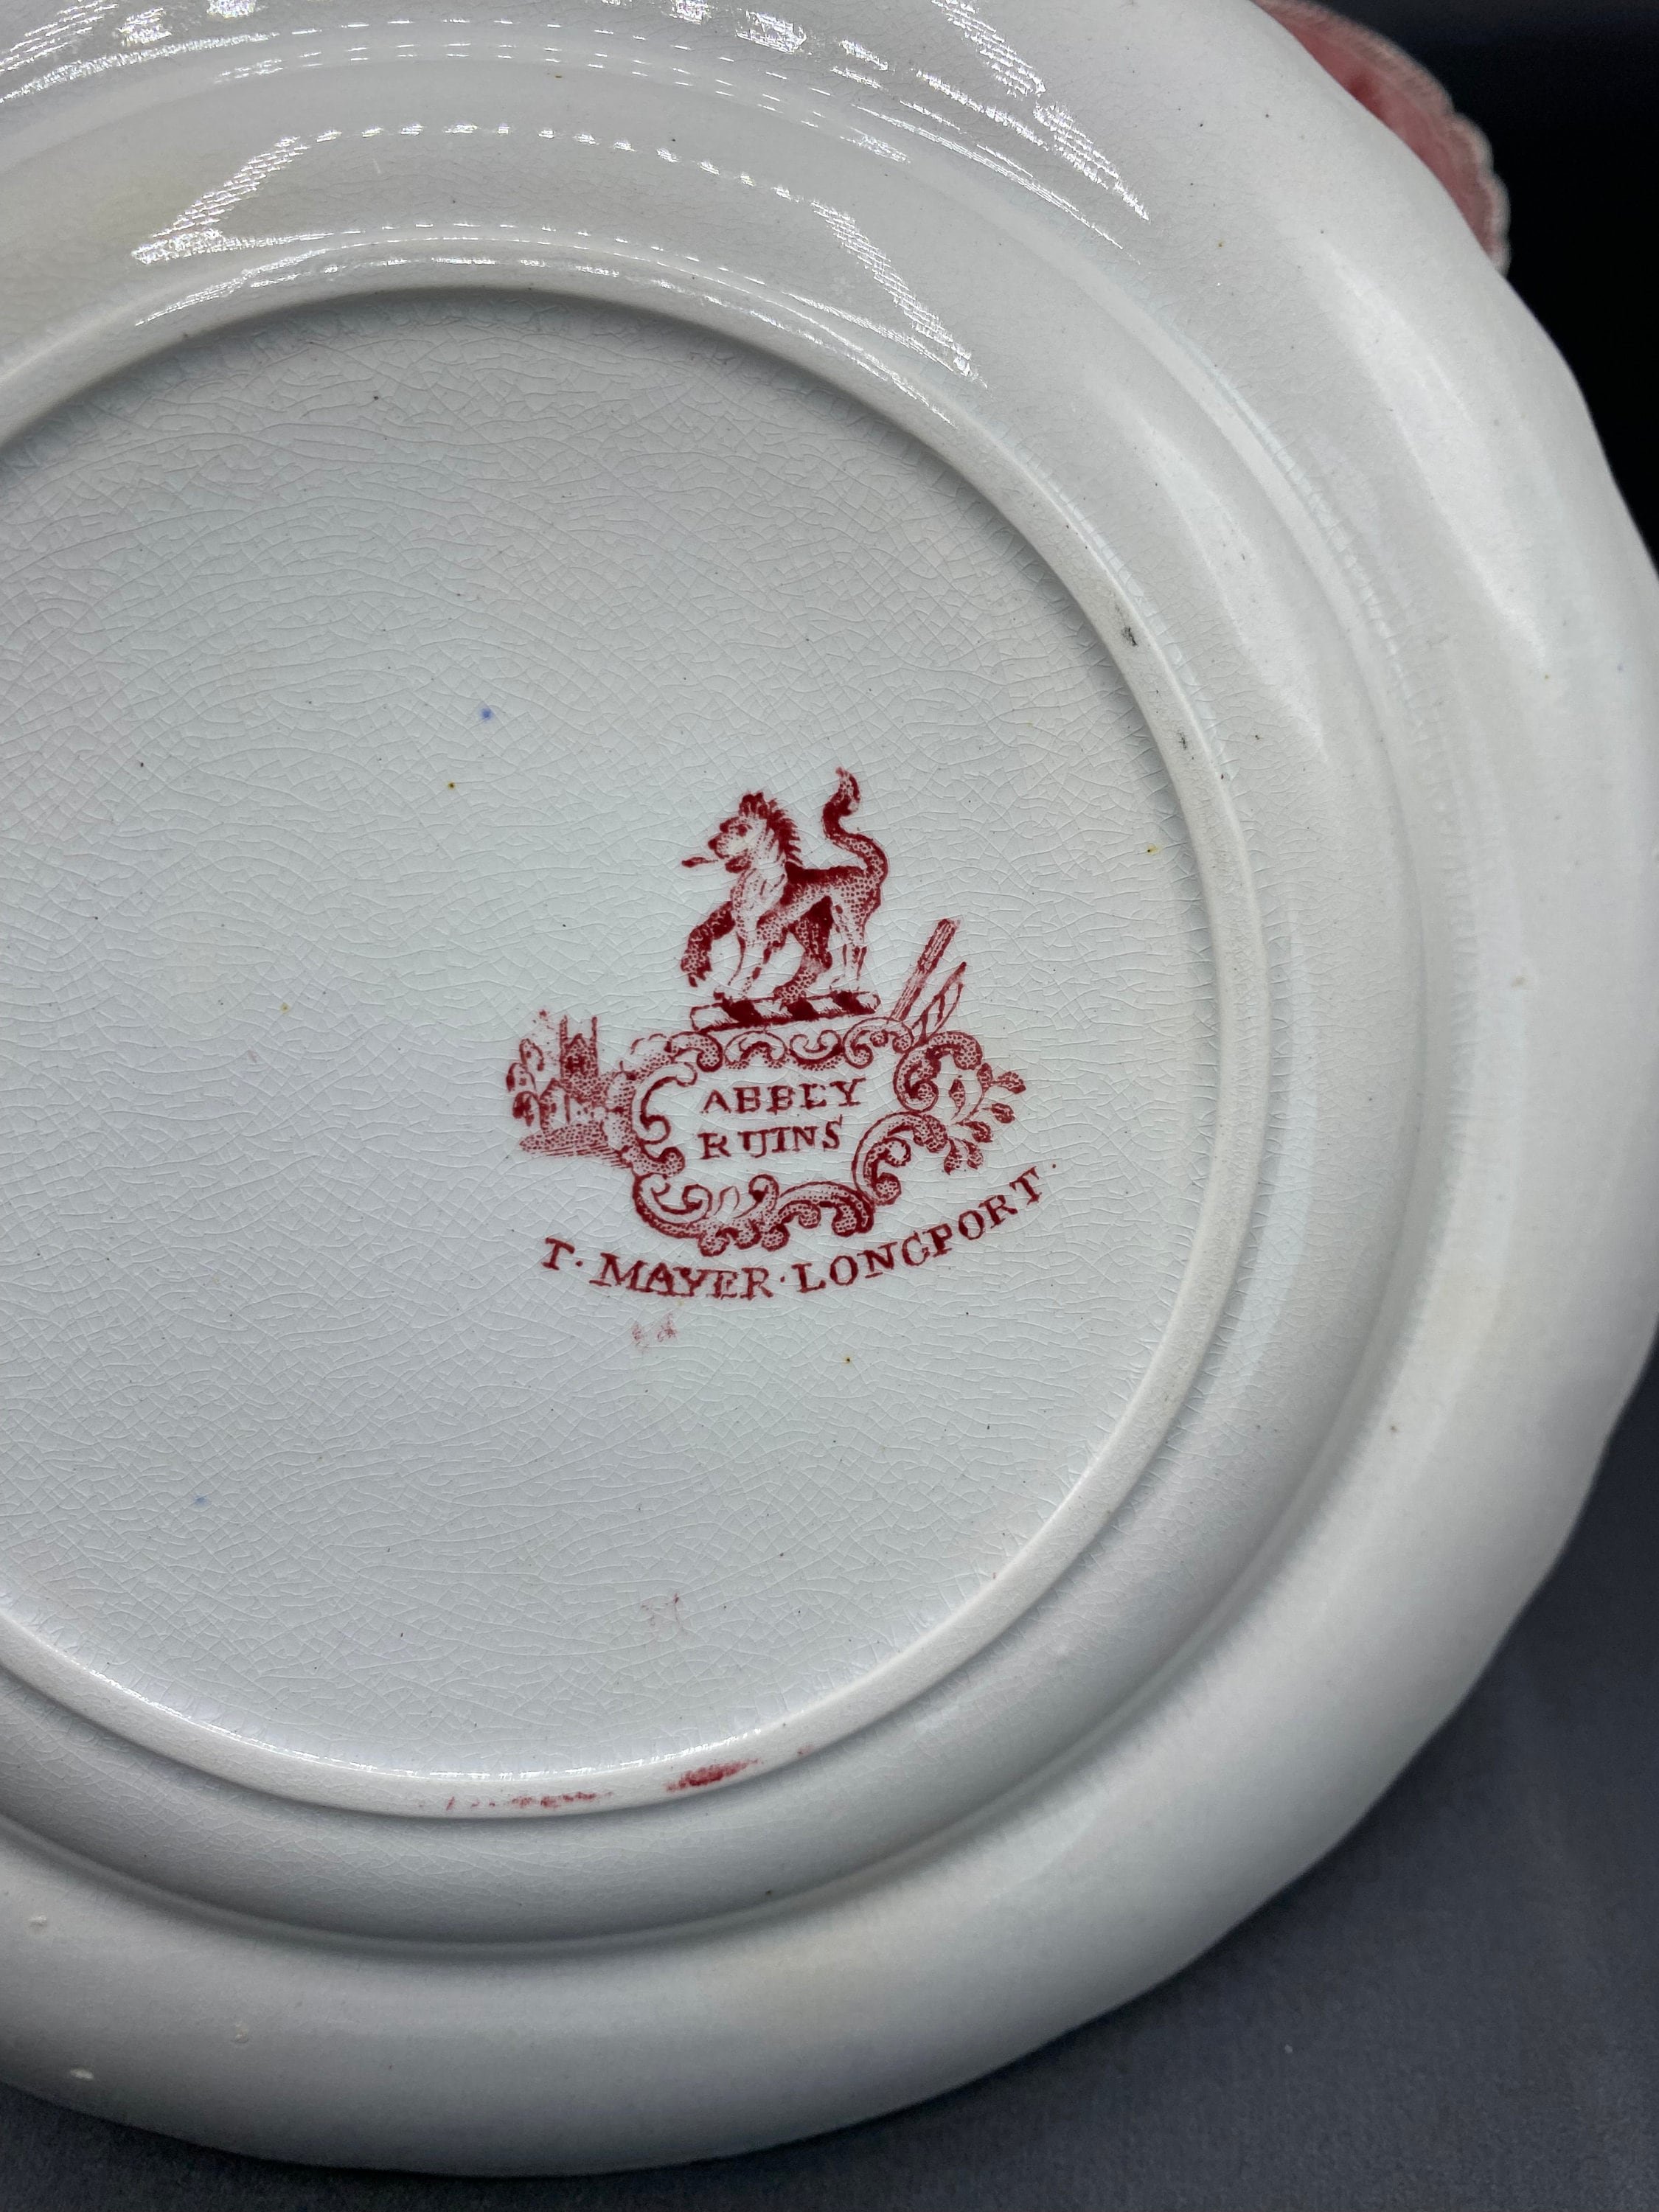 ABBEY
RUINS
T. MAYER. LONGPORT.